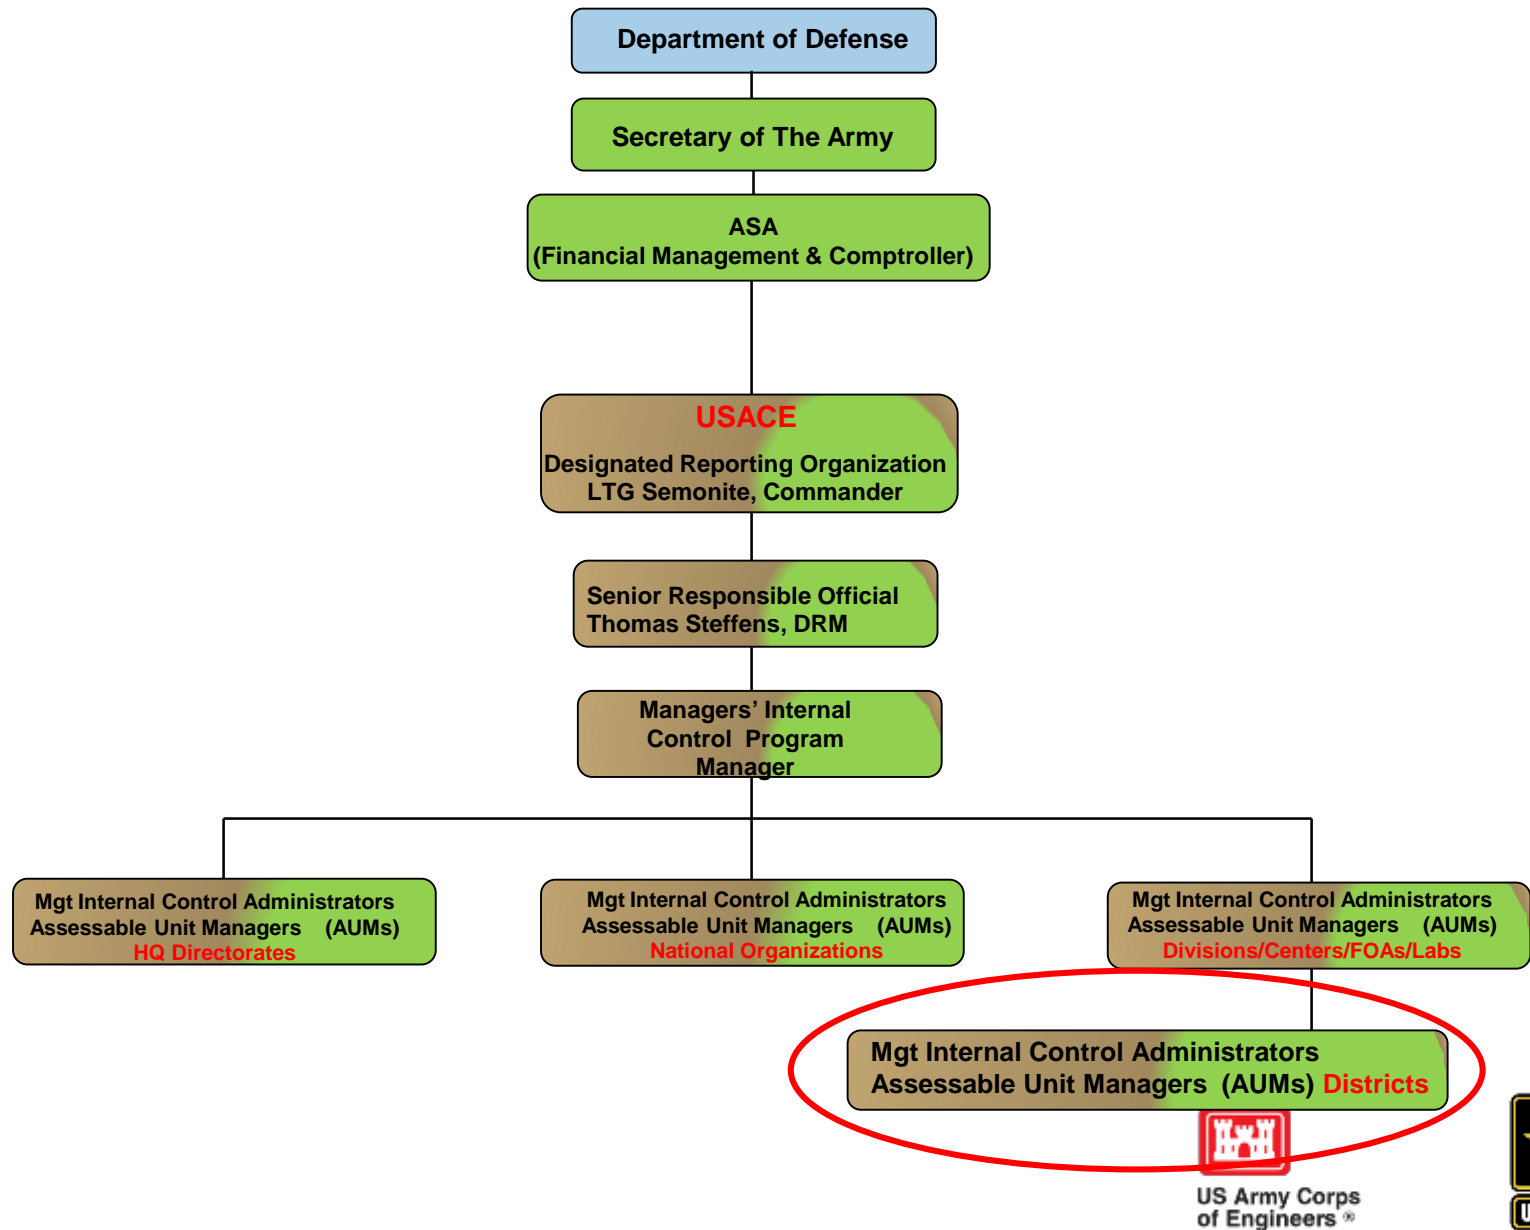 Department of Defense
Secretary of The Army
ASA
(Financial Management & Comptroller)
USACE
Designated Reporting Organization
LTG Semonite, Commander
Senior Responsible Official
Thomas Steffens, DRM
Managers' Internal
Control Program
Manager
Mgt Internal Control Administrators
Assessable Unit Managers (AUMs)
HQ Directorates
Mgt Internal Control Administrators
Assessable Unit Managers (AUMs)
National Organizations
Mgt Internal Control Administrators
Assessable Unit Managers (AUMs)
Divisions/Centers/FOAs/Labs
Mgt Internal Control Administrators
Assessable Unit Managers (AUMs) Districts
US Army Corps
of Engineers ®